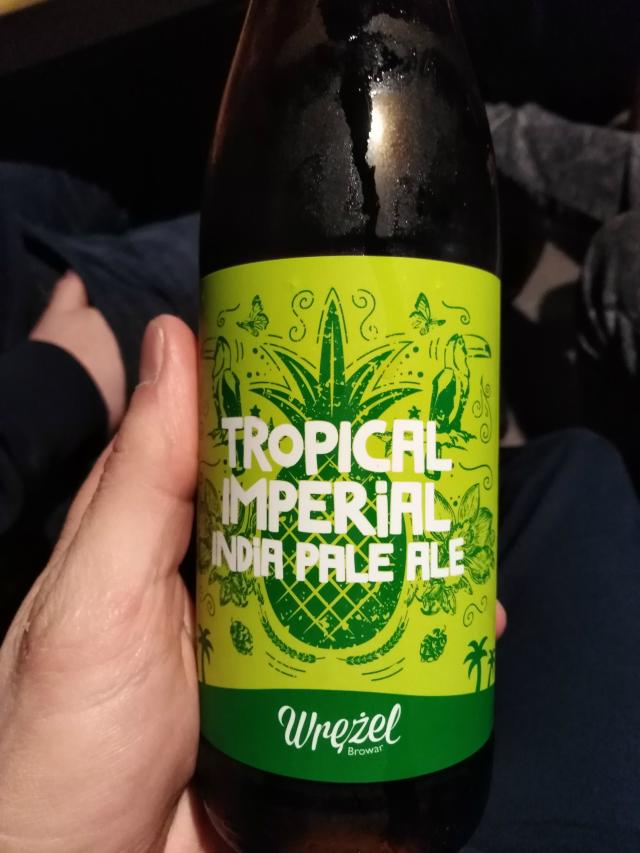 TROPICAL
IMPERIAL
INDIA PALE ALE
Wrężel
Browar